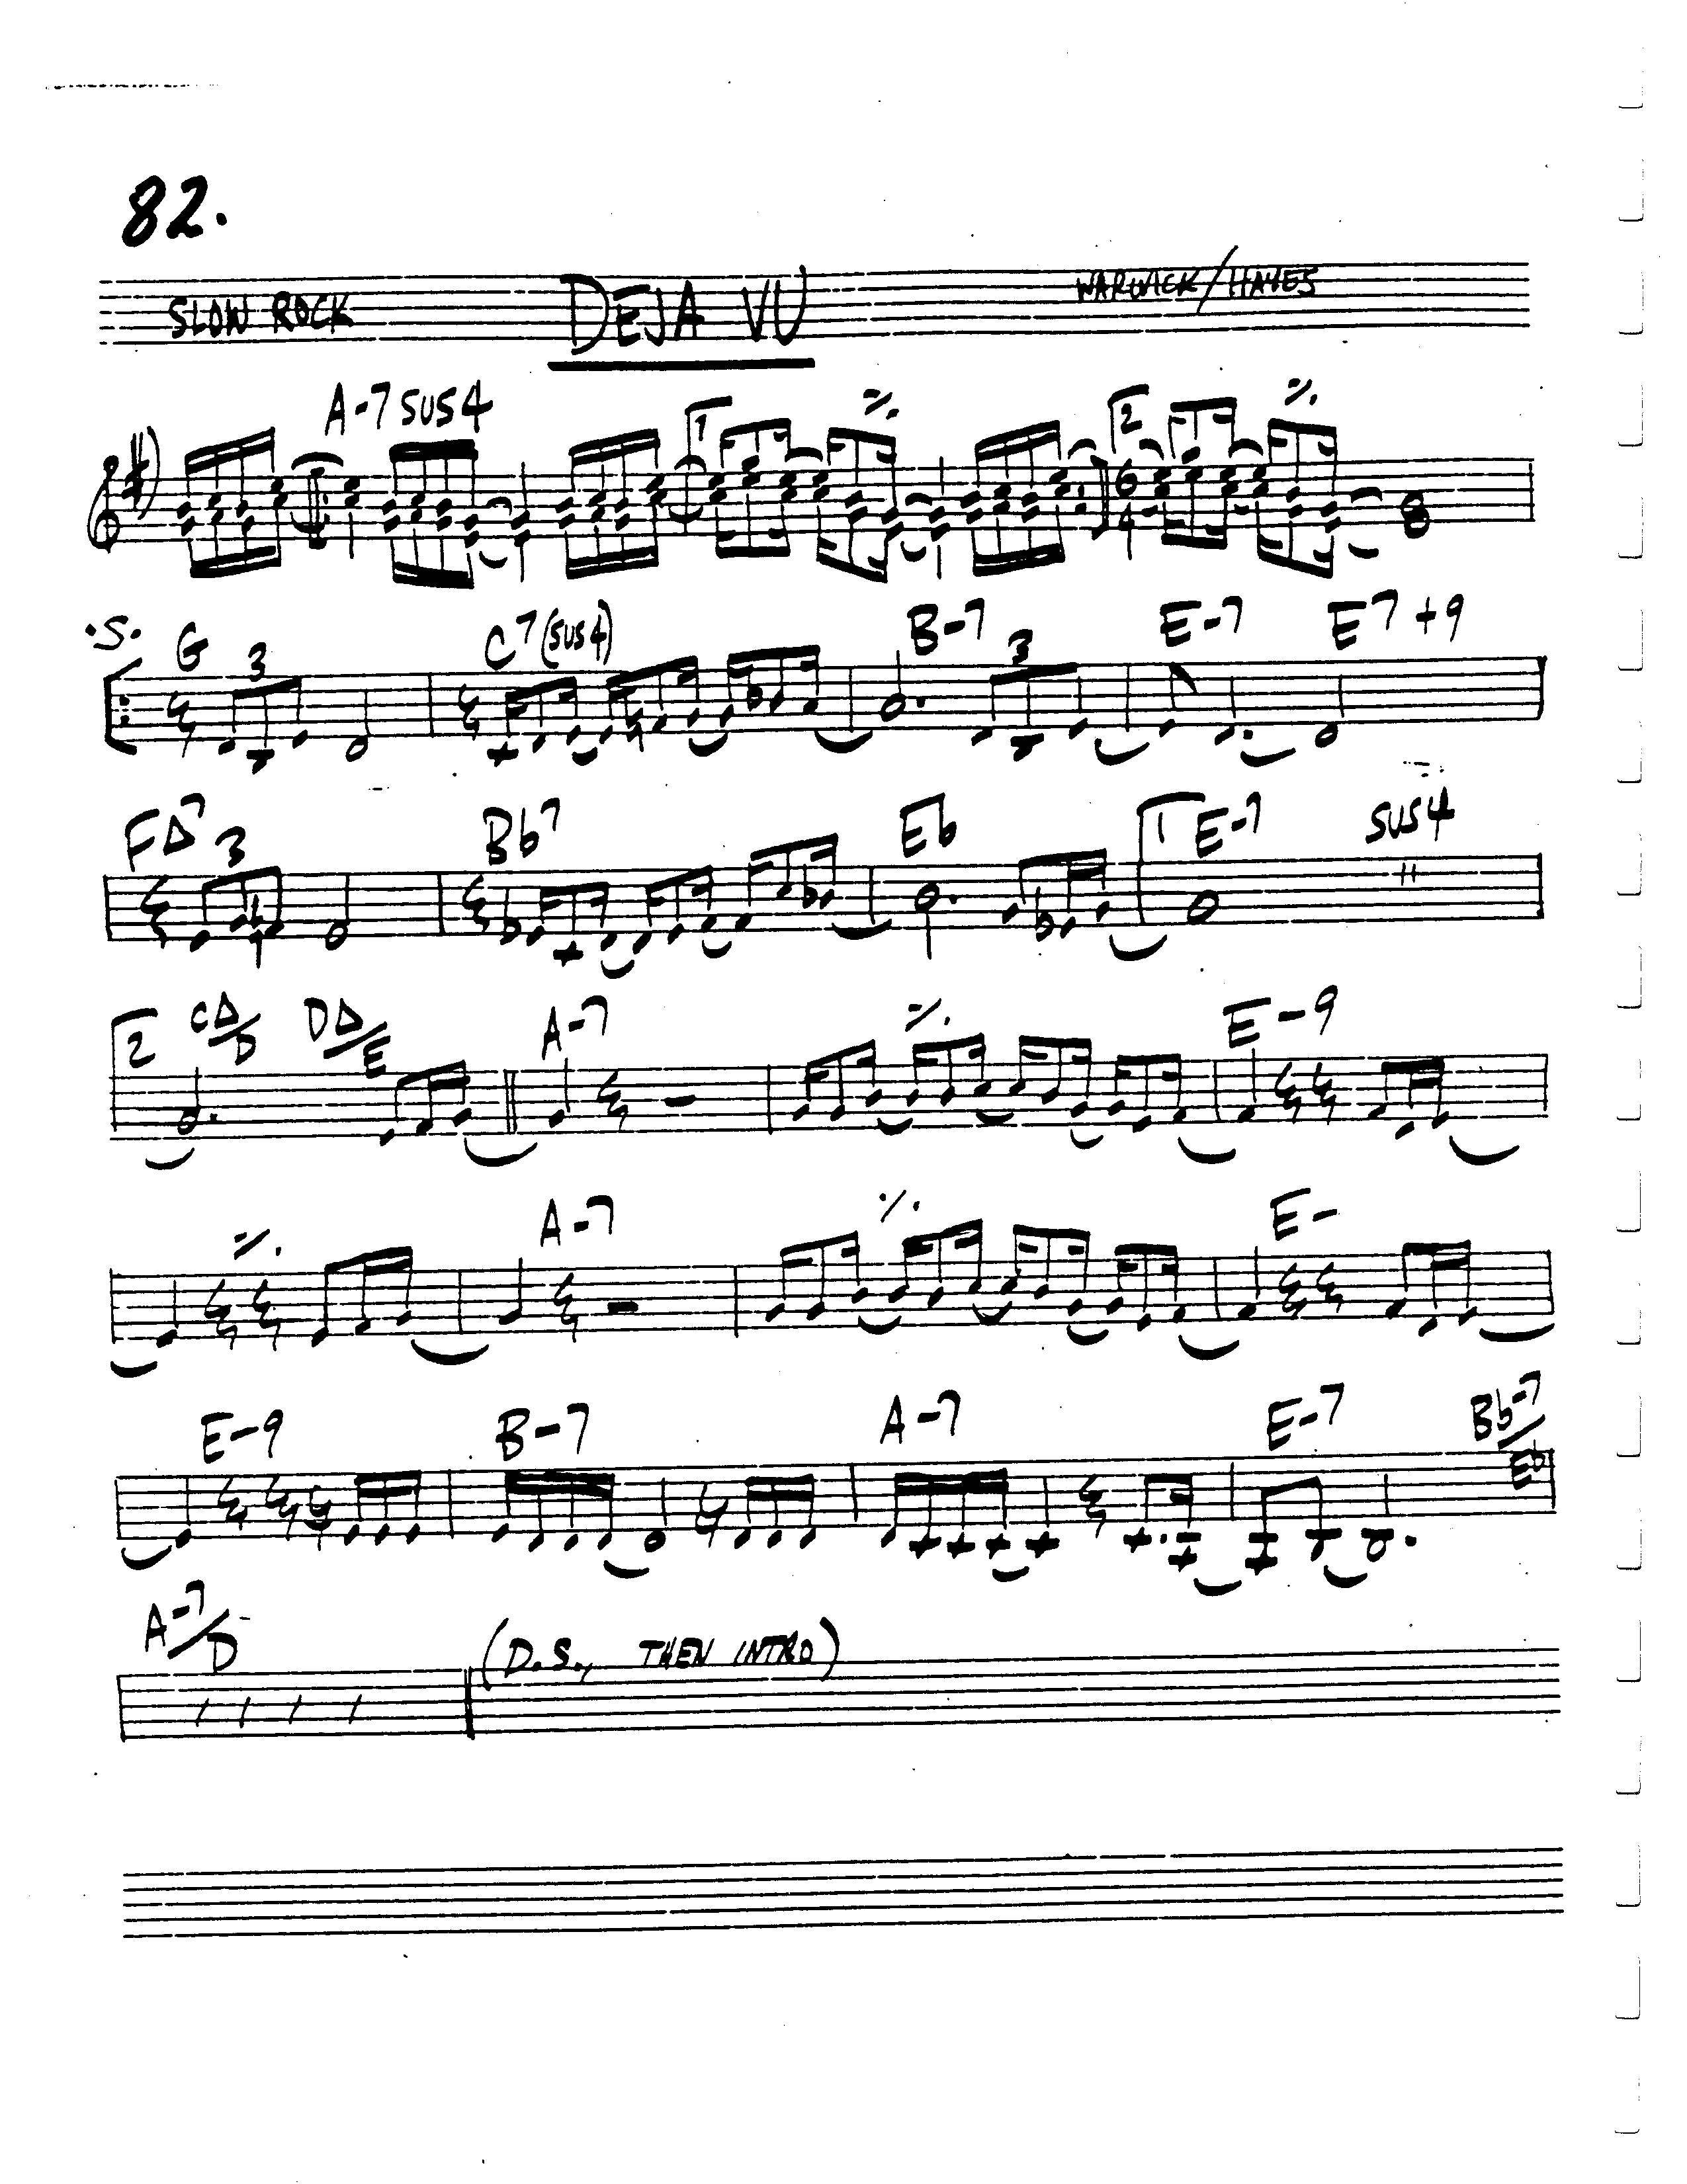 82.
SLOW ROCK DEJA VU WARWICK/HAYES
A-7 SUS4 ٪.  ٪.
1 2
6
4
.S. G C7(SUS4) B-7 E-7 E7+9
3 3
FΔ7 Bb7 Eb 1 E-7 SUS4
3
2 CΔ/D DΔ/E A-7 ٪. E-9
٪. A-7 ٪. E-
E-9 B-7 A-7 E-7 Bb-7/Eb
A-7/D (D.S., THEN INTRO)